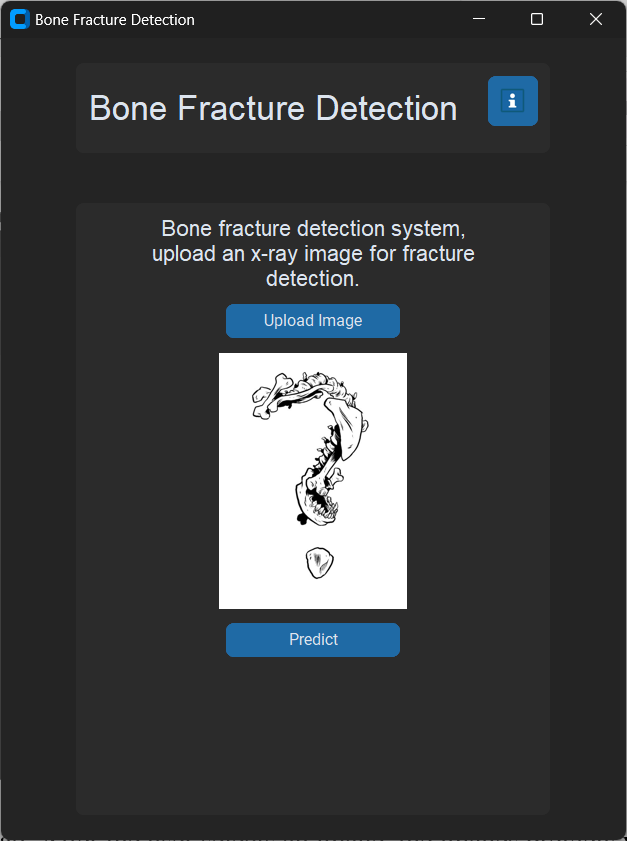 Bone Fracture Detection
Bone Fracture Detection
Bone fracture detection system,
upload an x-ray image for fracture
detection.
Upload Image
Predict